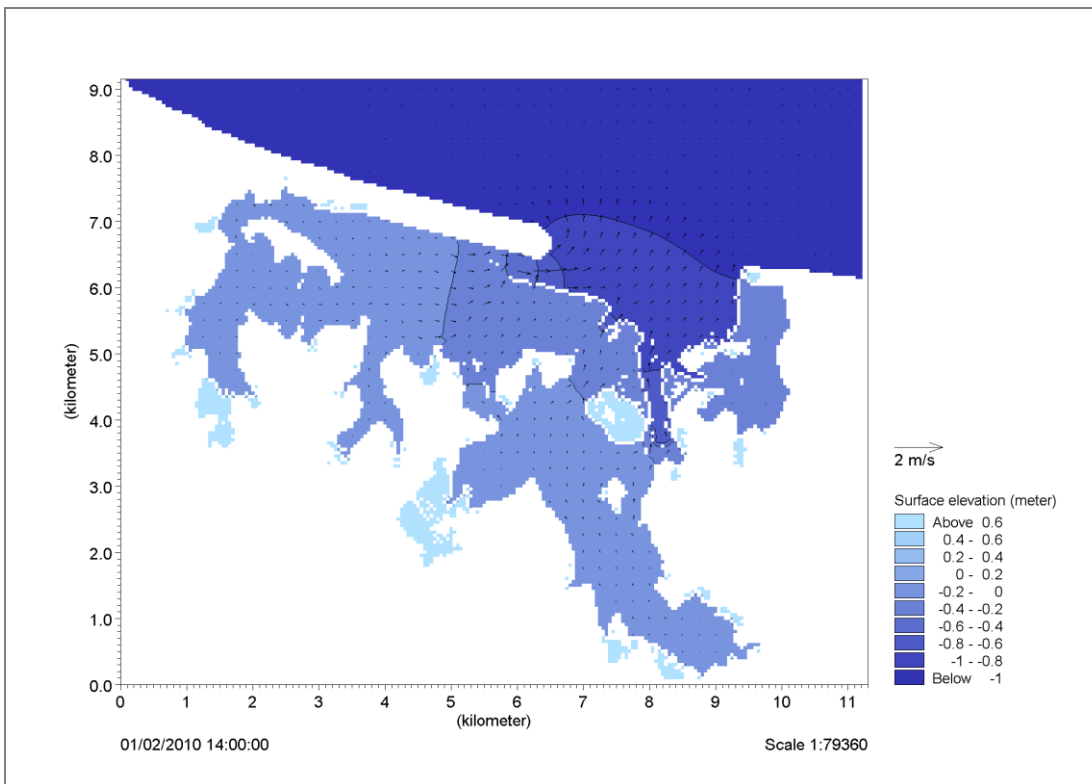 9.0
8.0
7.0
6.0
5.0
4.0
3.0
2.0
1.0
0.0
(kilometer)
0 1 2 3 4 5 6 7 8 9 10 11
(kilometer)
01/02/2010 14:00:00
Scale 1:79360
2 m/s
Surface elevation (meter)
Above 0.6
0.4 - 0.6
0.2 - 0.4
0 - 0.2
-0.2 - 0
-0.4 - -0.2
-0.6 - -0.4
-0.8 - -0.6
-1 - -0.8
Below -1